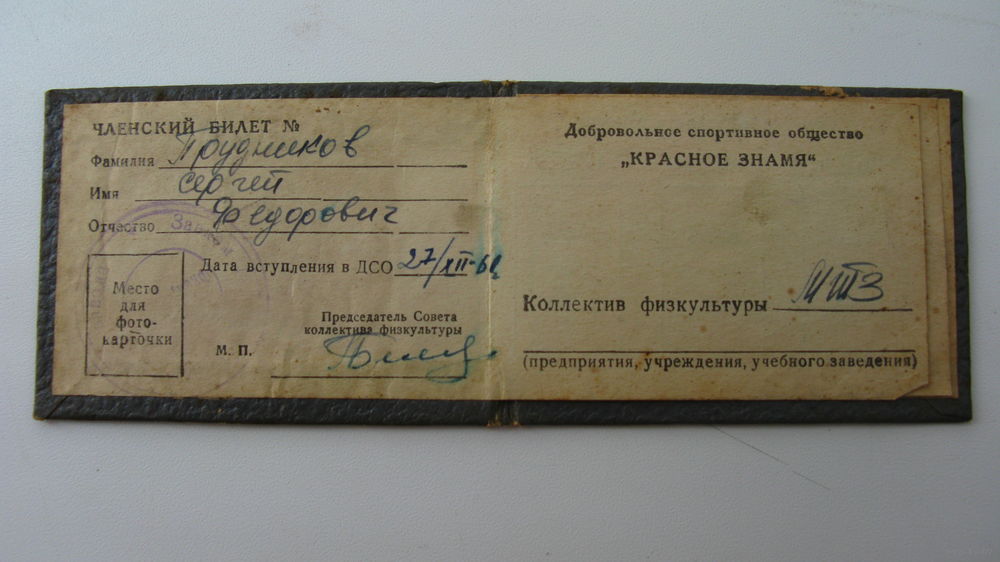 ЧЛЕНСКИЙ БИЛЕТ №
Фамилия Трудников
Имя Сергей
Отчество Федорович
Дата вступления в ДСО 27/XII-61
Место
для
фото-
карточки
М. П.
Председатель Совета
коллектива физкультуры
Добровольное спортивное общество
„КРАСНОЕ ЗНАМЯ“
Коллектив физкультуры МТЗ
(предприятия, учреждения, учебного заведения)